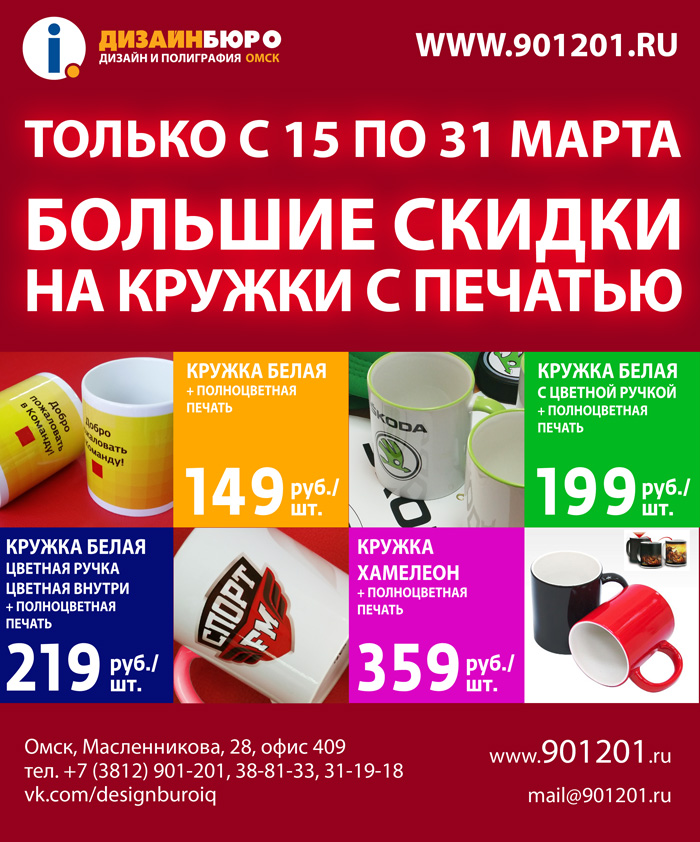 i.
ДИЗАЙНБЮРО
ДИЗАЙН И ПОЛИГРАФИЯ ОМСК
WWW.901201.RU
ТОЛЬКО С 15 ПО 31 МАРТА
БОЛЬШИЕ СКИДКИ
НА КРУЖКИ С ПЕЧАТЬЮ
Добро
пожаловать
в Команду!
Добро
пожаловать
Команду!
КРУЖКА БЕЛАЯ
+ ПОЛНОЦВЕТНАЯ
ПЕЧАТЬ
149 руб./
шт.
ŠKODA
КРУЖКА БЕЛАЯ
С ЦВЕТНОЙ РУЧКОЙ
+ ПОЛНОЦВЕТНАЯ
ПЕЧАТЬ
199 руб./
шт.
КРУЖКА БЕЛАЯ
ЦВЕТНАЯ РУЧКА
ЦВЕТНАЯ ВНУТРИ
+ ПОЛНОЦВЕТНАЯ
ПЕЧАТЬ
219 руб./
шт.
СПОРТ
FM
КРУЖКА
ХАМЕЛЕОН
+ ПОЛНОЦВЕТНАЯ
ПЕЧАТЬ
359 руб./
шт.
Омск, Масленникова, 28, офис 409
тел. +7 (3812) 901-201, 38-81-33, 31-19-18
vk.com/designburoiq
www.901201.ru
mail@901201.ru